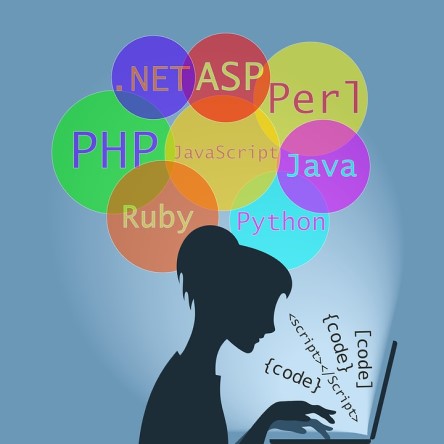 .NET
ASP
Perl
PHP
JavaScript
Java
Ruby
Python
[code]
{code}
<script></Script>
{code}